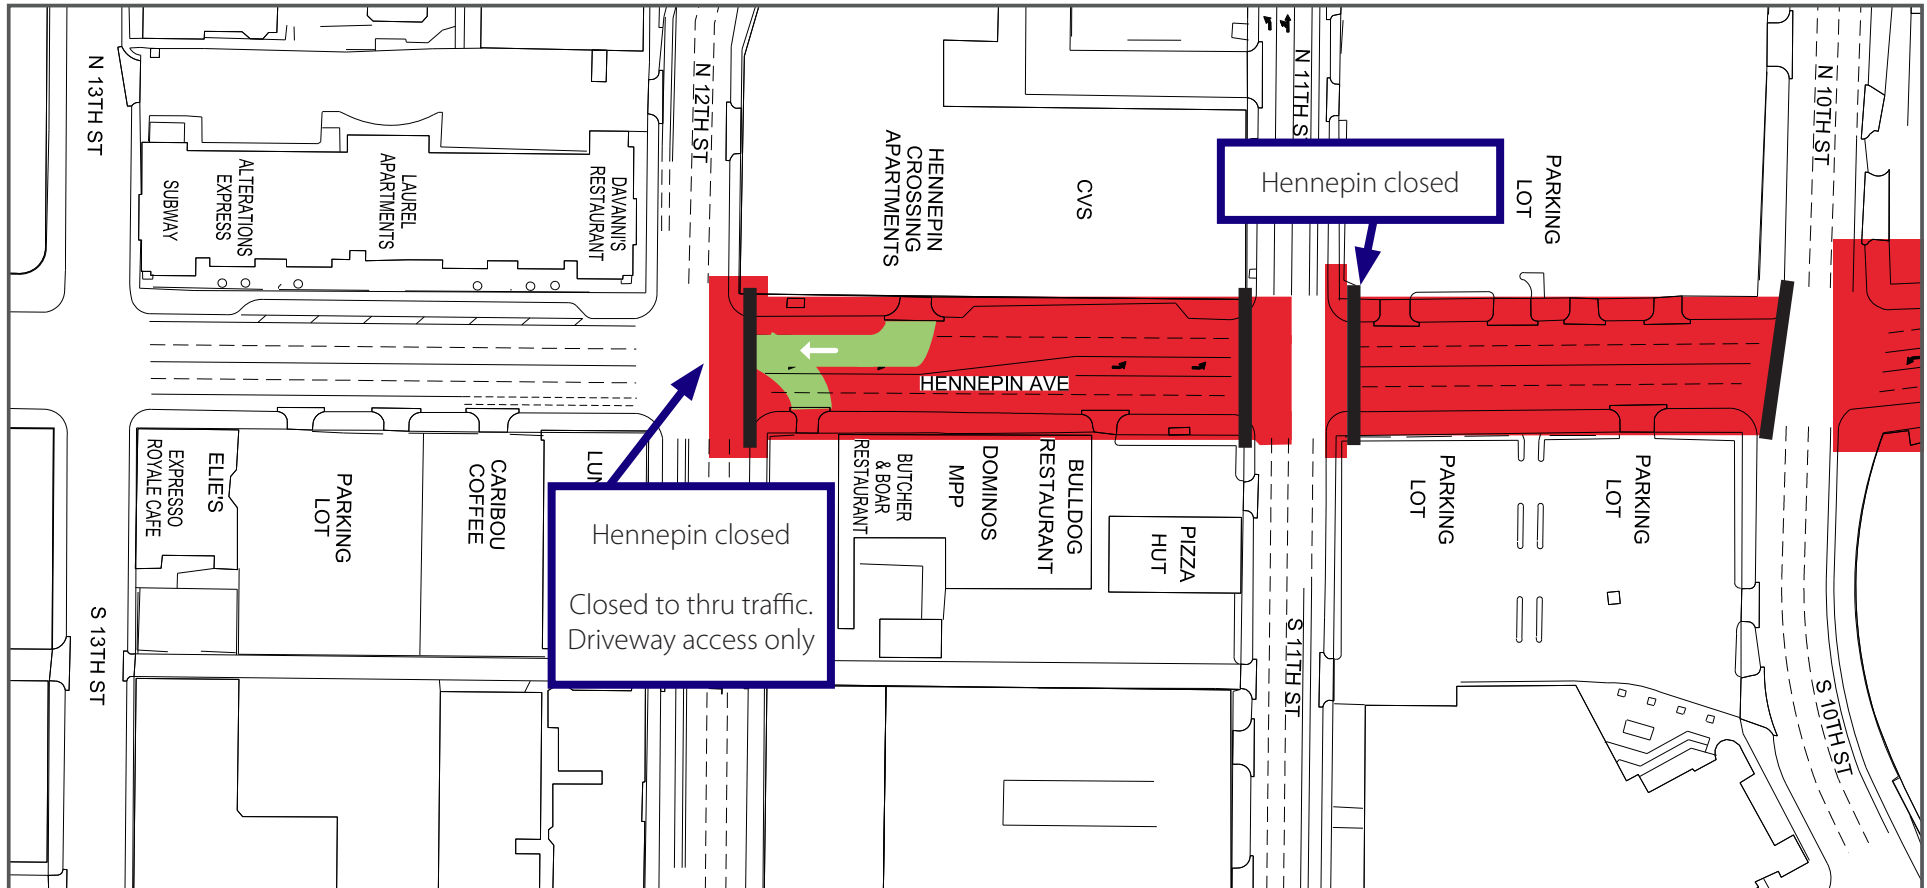 N 13TH ST
SUBWAY
ALTERATIONS
EXPRESS
LAUREL
APARTMENTS
DAVANNI'S
RESTAURANT
N 12TH ST
HENNEPIN
CROSSING
APARTMENTS
CVS
N 11TH S
Hennepin closed
PARKING
LOT
N 10TH ST
HENNEPIN AVE
EXPRESSO
ROYALE CAFE
ELIE'S
PARKING
LOT
CARIBOU
COFFEE
LUN
Hennepin closed
Closed to thru traffic.
Driveway access only
BUTCHER
& BOAR
RESTAURANT
MPP
DOMINOS
BULLDOG
RESTAURANT
PIZZA
HUT
PARKING
LOT
PARKING
LOT
S 13TH ST
S 11TH ST
S 10TH ST